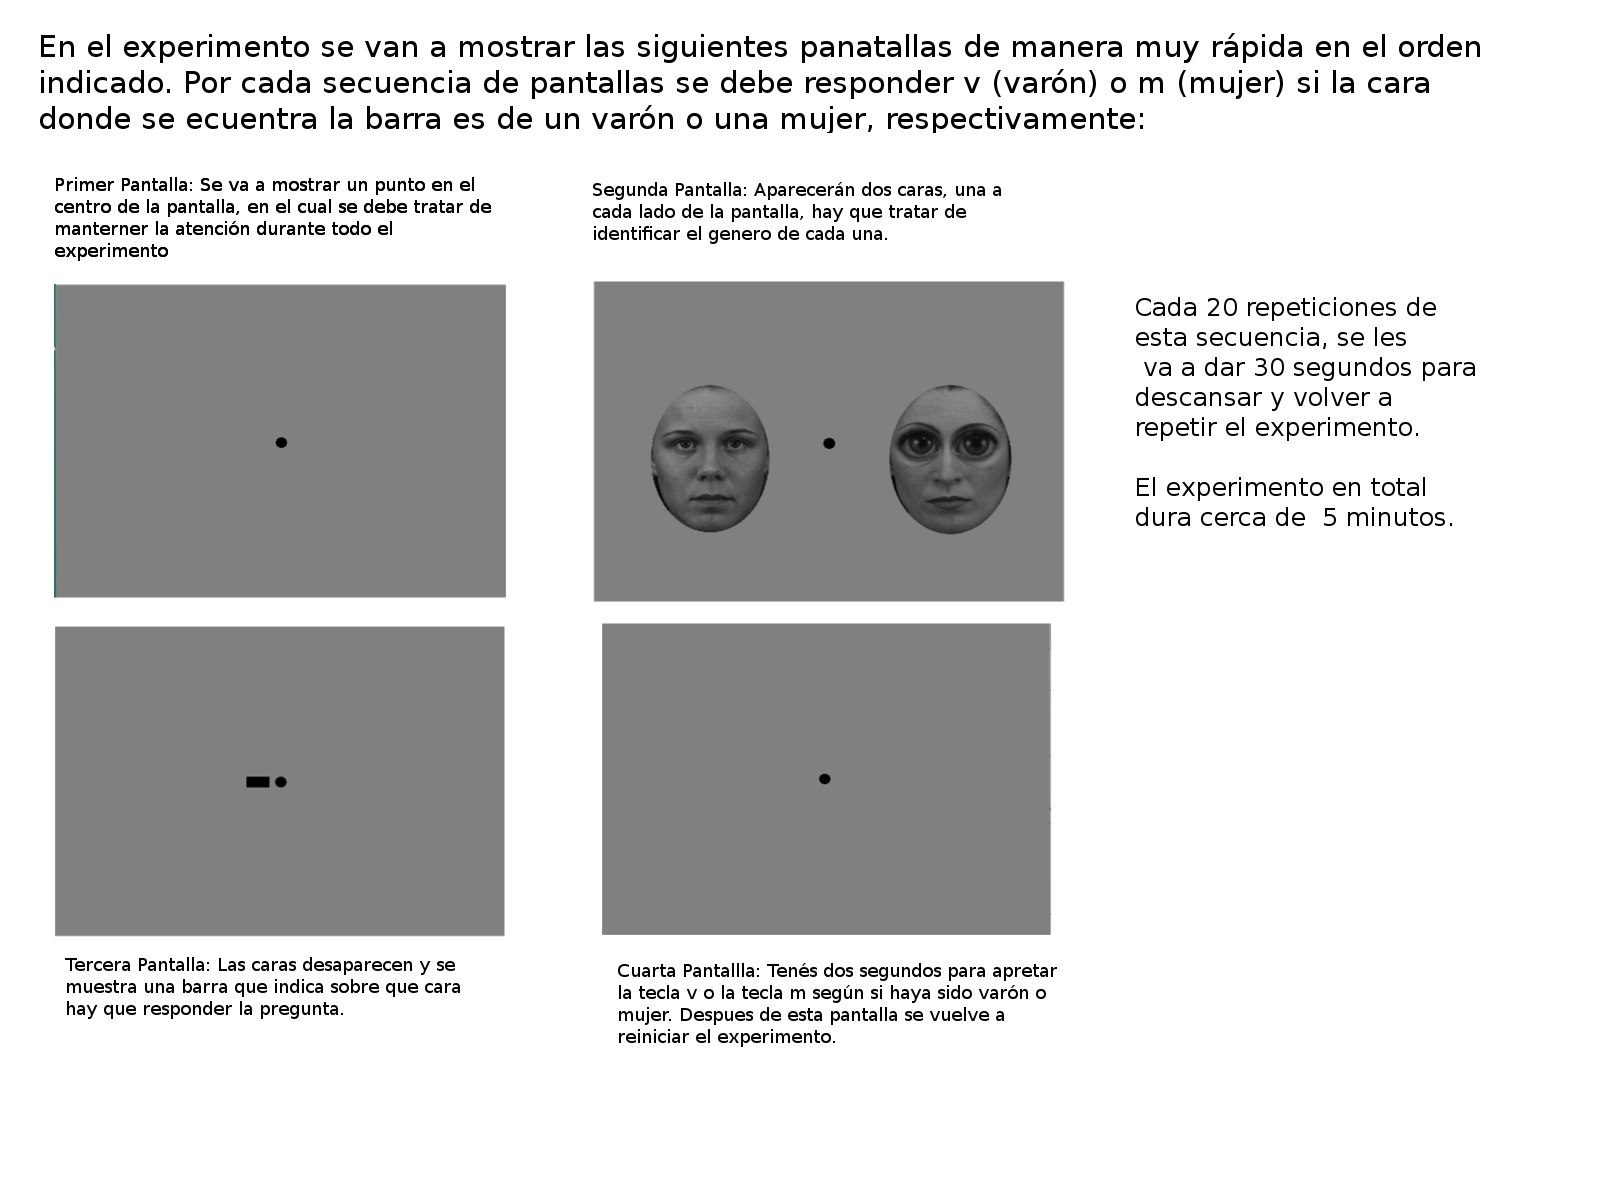 En el experimento se van a mostrar las siguientes panatallas de manera muy rápida en el orden
indicado. Por cada secuencia de pantallas se debe responder v (varón) o m (mujer) si la cara
donde se ecuentra la barra es de un varón o una mujer, respectivamente:
Primer Pantalla: Se va a mostrar un punto en el
centro de la pantalla, en el cual se debe tratar de
manterner la atención durante todo el
experimento
Segunda Pantalla: Aparecerán dos caras, una a
cada lado de la pantalla, hay que tratar de
identificar el genero de cada una.
Cada 20 repeticiones de
esta secuencia, se les
va a dar 30 segundos para
descansar y volver a
repetir el experimento.
El experimento en total
dura cerca de  5 minutos.
Tercera Pantalla: Las caras desaparecen y se
muestra una barra que indica sobre que cara
hay que responder la pregunta.
Cuarta Pantallla: Tenés dos segundos para apretar
la tecla v o la tecla m según si haya sido varón o
mujer. Despues de esta pantalla se vuelve a
reiniciar el experimento.